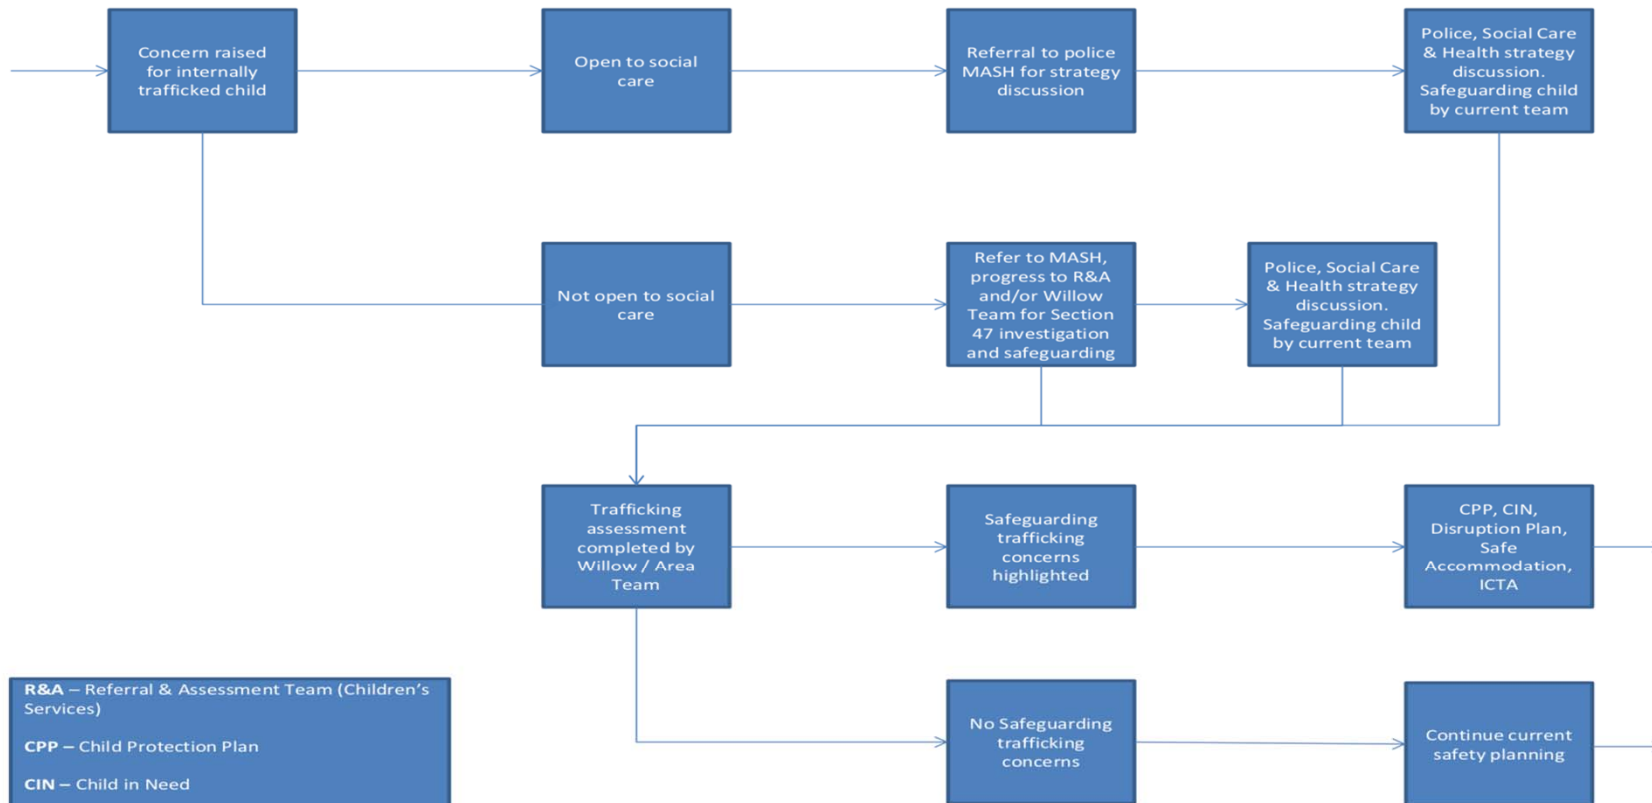 Concern raised
for internally
trafficked child
Open to social
care
Referral to police
MASH for strategy
discussion
Police, Social Care
& Health strategy
discussion.
Safeguarding child
by current team
Not open to social
care
Refer to MASH,
progress to R&A
and/or Willow
Team for Section
47 investigation
and safeguarding
Police, Social Care
& Health strategy
discussion.
Safeguarding child
by current team
Trafficking
assessment
completed by
Willow / Area
Team
Safeguarding
trafficking
concerns
highlighted
CPP, CIN,
Disruption Plan,
Safe
Accommodation,
ICTA
No Safeguarding
trafficking
concerns
Continue current
safety planning
R&A – Referral & Assessment Team (Children’s
Services)
CPP – Child Protection Plan
CIN – Child in Need